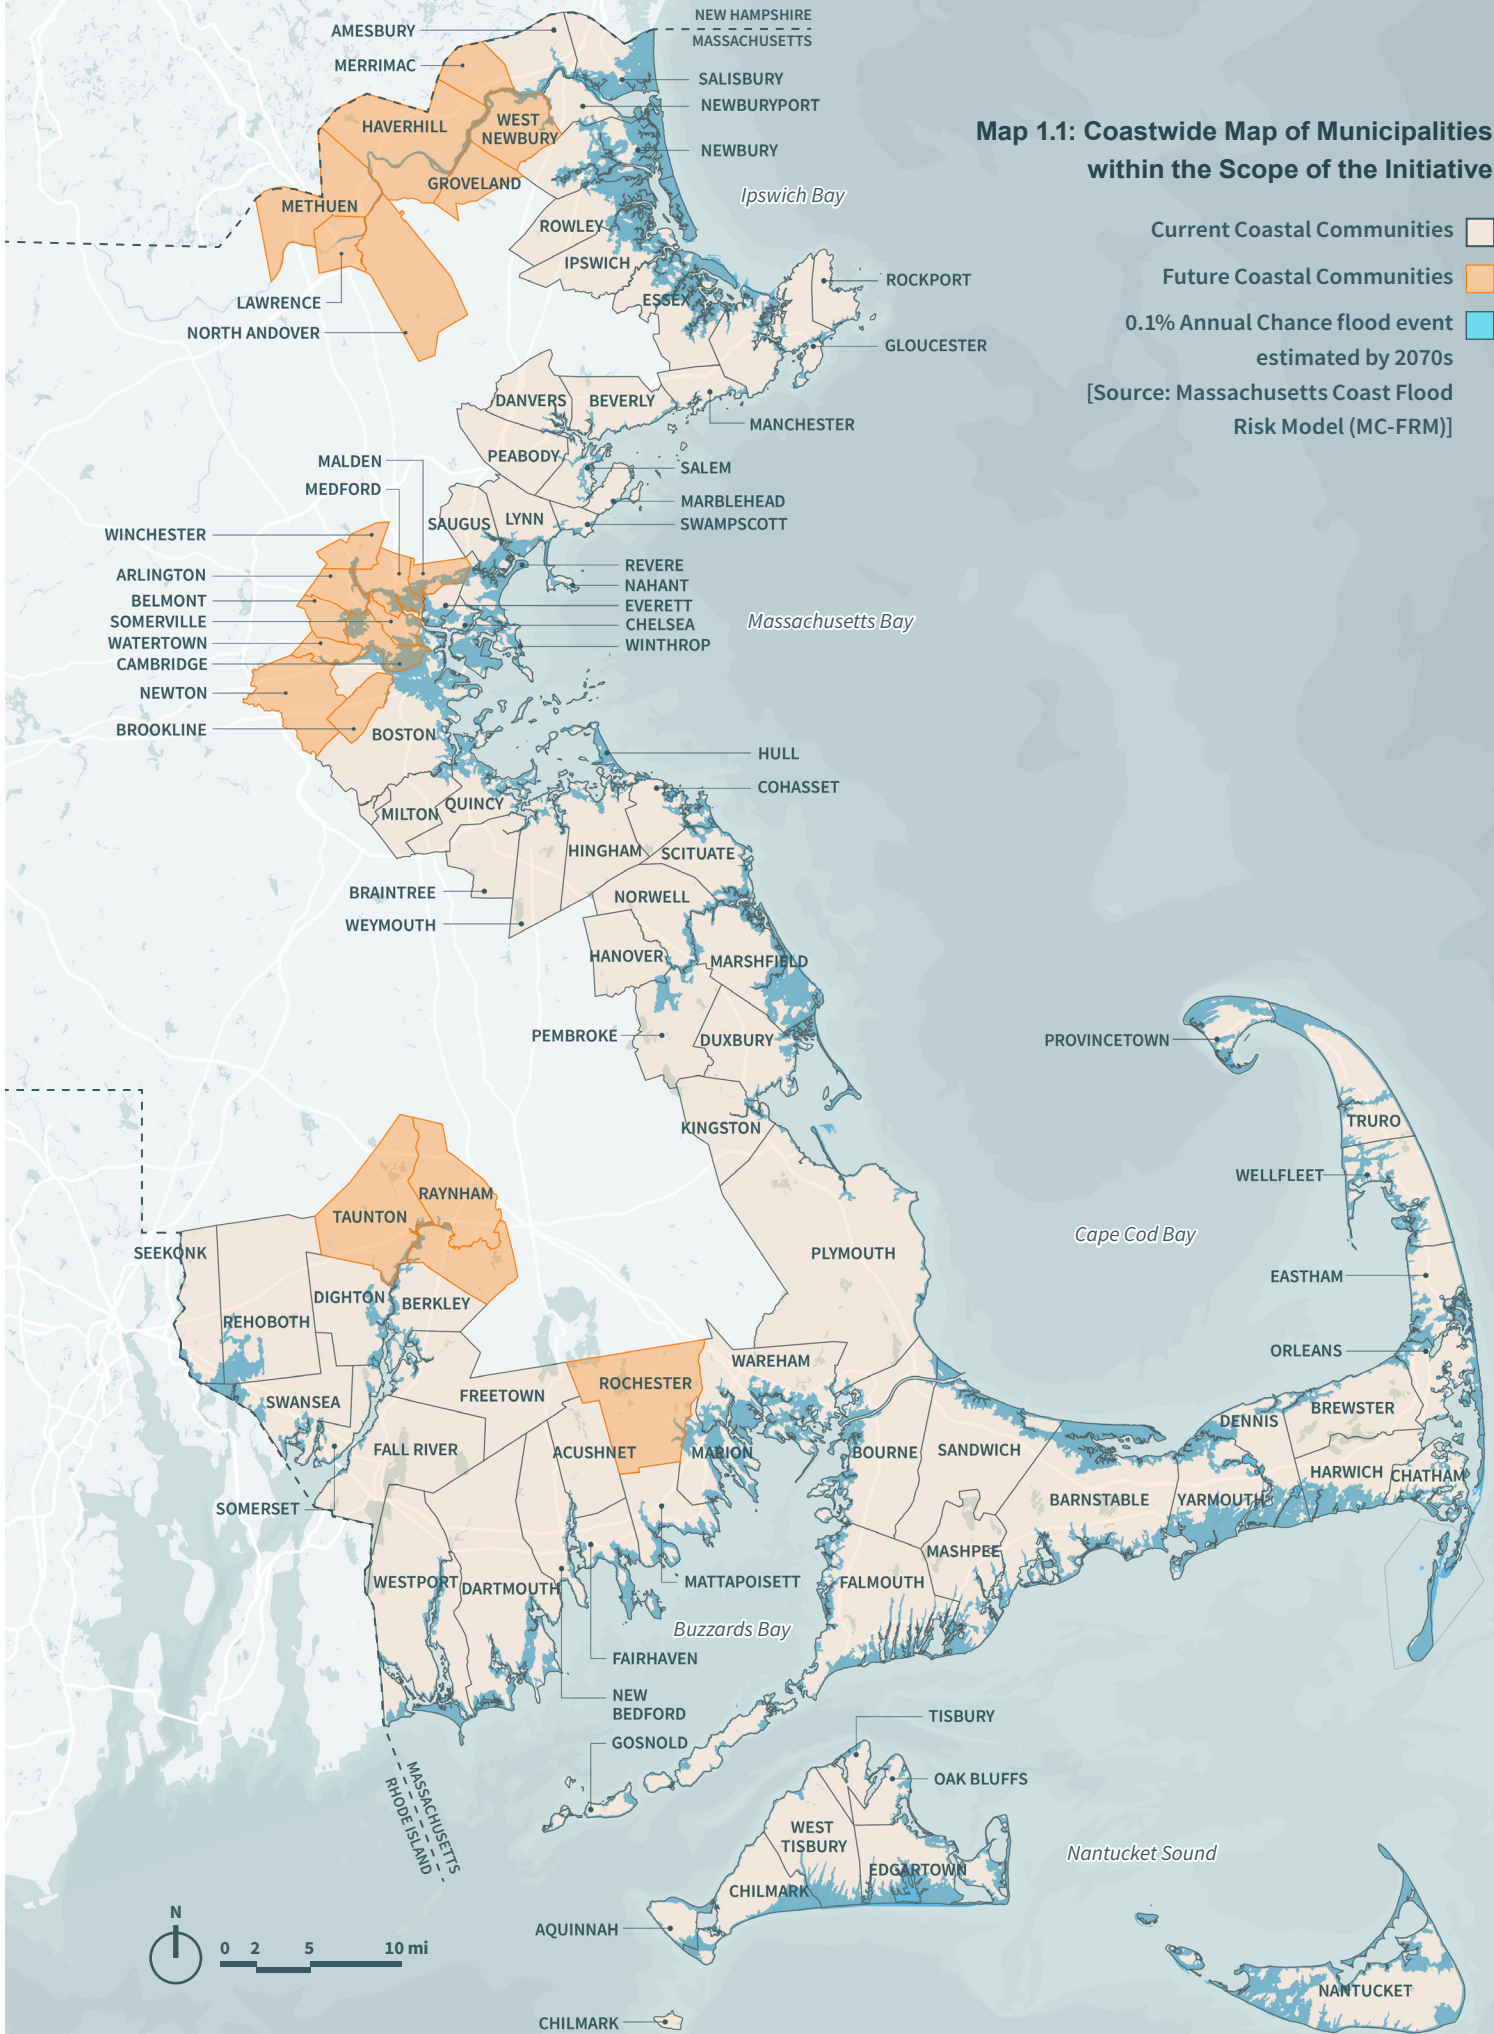 NEW HAMPSHIRE
MASSACHUSETTS
AMESBURY
MERRIMAC
SALISBURY
NEWBURYPORT
HAVERHILL
WEST
NEWBURY
NEWBURY
Map 1.1: Coastwide Map of Municipalities
within the Scope of the Initiative
GROVELAND
Ipswich Bay
METHUEN
ROWLEY
Current Coastal Communities
IPSWICH
ROCKPORT
Future Coastal Communities
LAWRENCE
ESSEX
NORTH ANDOVER
GLOUCESTER
0.1% Annual Chance flood event
estimated by 2070s
[Source: Massachusetts Coast Flood
Risk Model (MC-FRM)]
DANVERS
BEVERLY
MANCHESTER
PEABODY
MALDEN
SALEM
MEDFORD
MARBLEHEAD
SAUGUS
LYNN
SWAMPSCOTT
WINCHESTER
REVERE
ARLINGTON
NAHANT
BELMONT
EVERETT
SOMERVILLE
CHELSEA
Massachusetts Bay
WATERTOWN
WINTHROP
CAMBRIDGE
NEWTON
BROOKLINE
BOSTON
HULL
COHASSET
MILTON
QUINCY
HINGHAM
SCITUATE
BRAINTREE
NORWELL
WEYMOUTH
HANOVER
MARSHFIELD
PEMBROKE
DUXBURY
PROVINCETOWN
KINGSTON
TRURO
WELLFLEET
RAYNHAM
TAUNTON
Cape Cod Bay
SEEKONK
PLYMOUTH
EASTHAM
DIGHTON
BERKLEY
REHOBOTH
ORLEANS
WAREHAM
ROCHESTER
FREETOWN
SWANSEA
BREWSTER
DENNIS
FALL RIVER
ACUSHNET
MARION
BOURNE
SANDWICH
HARWICH
CHATHAM
BARNSTABLE
YARMOUTH
SOMERSET
MASHPEE
WESTPORT
DARTMOUTH
MATTAPOISETT
FALMOUTH
Buzzards Bay
FAIRHAVEN
NEW
BEDFORD
TISBURY
GOSNOLD
OAK BLUFFS
MASSACHUSETTS
RHODE ISLAND
WEST
TISBURY
Nantucket Sound
EDGARTOWN
CHILMARK
AQUINNAH
N
0 2 5 10 mi
NANTUCKET
CHILMARK